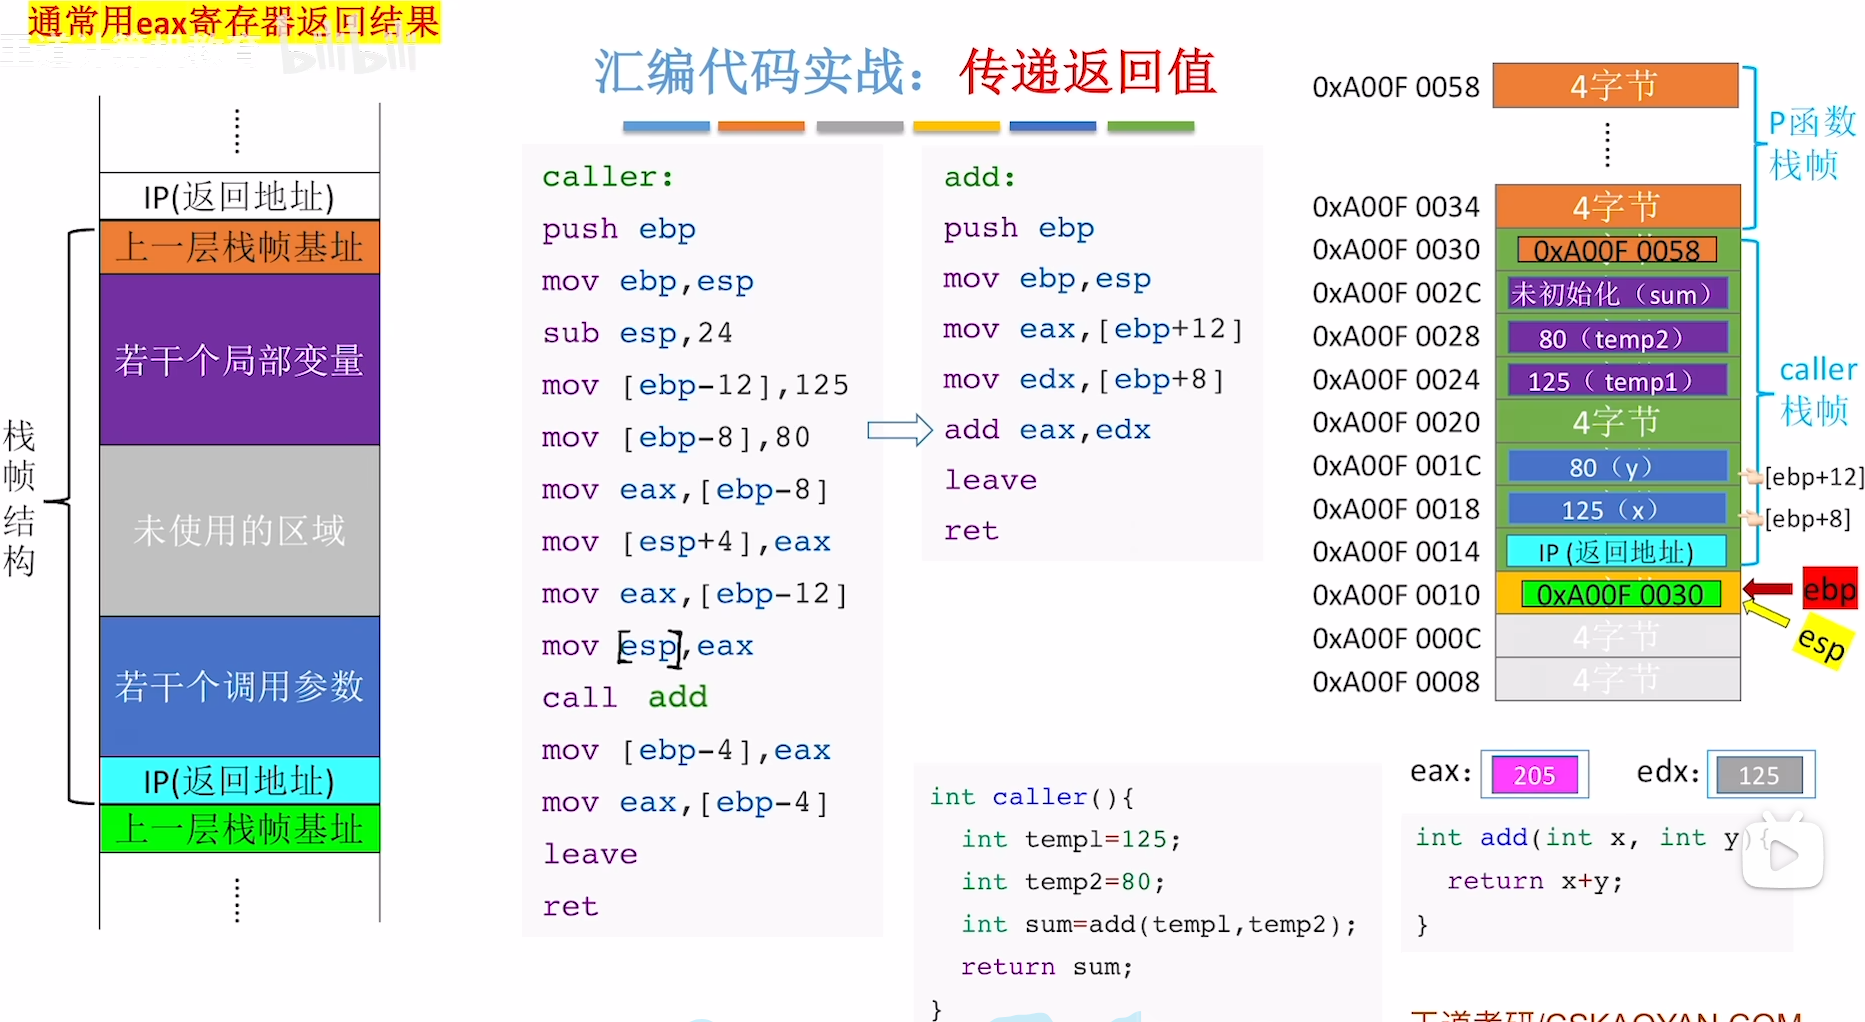 通常用eax寄存器返回结果
bilibili
汇编代码实战：传递返回值
IP(返回地址)
上一层栈帧基址
若干个局部变量
未使用的区域
若干个调用参数
IP(返回地址)
上一层栈帧基址
栈帧结构
caller:
push ebp
mov ebp,esp
sub esp,24
mov [ebp-12],125
mov [ebp-8],80
mov eax,[ebp-8]
mov [esp+4],eax
mov eax,[ebp-12]
mov [esp],eax
call add
mov [ebp-4],eax
mov eax,[ebp-4]
leave
ret
add:
push ebp
mov ebp,esp
mov eax,[ebp+12]
mov edx,[ebp+8]
add eax,edx
leave
ret
int caller(){
int temp1=125;
int temp2=80;
int sum=add(temp1,temp2);
return sum;
}
0xA00F 0058 4字节
P函数
栈帧
0xA00F 0034 4字节
0xA00F 0030 0xA00F 0058
0xA00F 002C 未初始化（sum）
0xA00F 0028 80（temp2）
0xA00F 0024 125（temp1）
caller
栈帧
0xA00F 0020 4字节
0xA00F 001C 80（y）
[ebp+12]
0xA00F 0018 125（x）
[ebp+8]
0xA00F 0014 IP (返回地址)
0xA00F 0010 0xA00F 0030
ebp
0xA00F 000C 4字节
esp
0xA00F 0008 4字节
eax: 205 edx: 125
int add(int x, int y){
return x+y;
}
王道考研/CSKAOYAN.COM